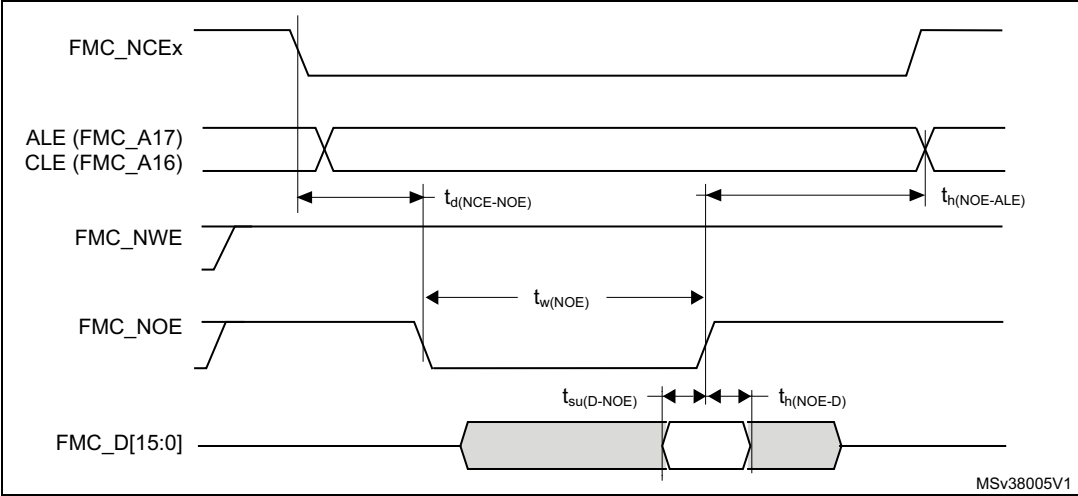 FMC_NCEx
ALE (FMC_A17)
CLE (FMC_A16)
td(NCE-NOE)
th(NOE-ALE)
FMC_NWE
tw(NOE)
FMC_NOE
tsu(D-NOE)
th(NOE-D)
FMC_D[15:0]
MSv38005V1